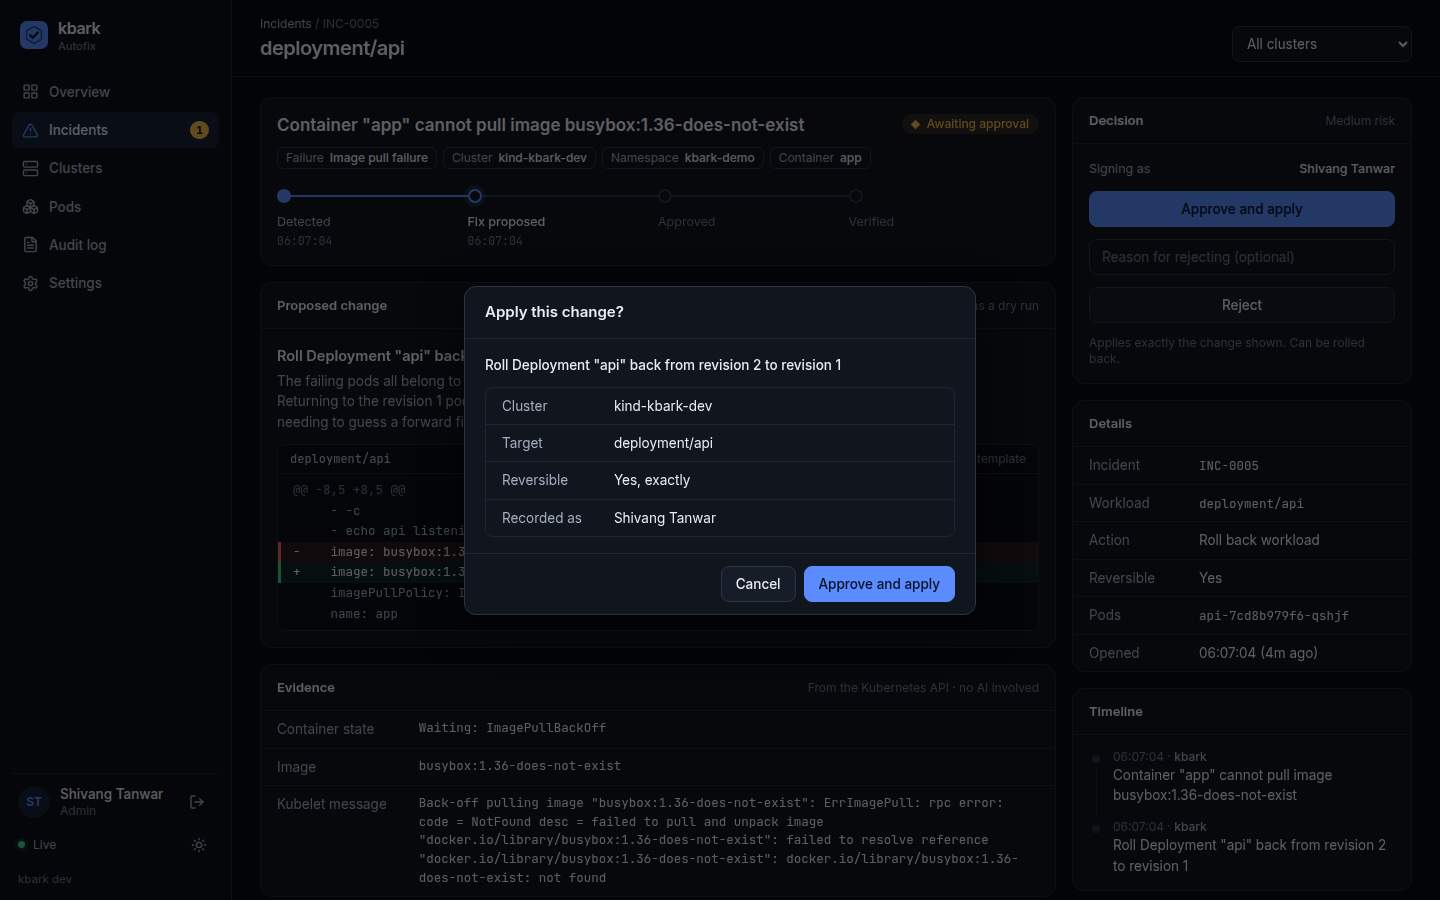 kbark
Autofix
Overview
Incidents 1
Clusters
Pods
Audit log
Settings
ST
Shivang Tanwar
Admin
Live
kbark dev
Incidents / INC-0005
deployment/api
All clusters
Container "app" cannot pull image busybox:1.36-does-not-exist
Awaiting approval
Failure Image pull failure
Cluster kind-kbark-dev
Namespace kbark-demo
Container app
Detected
06:07:04
Fix proposed
06:07:04
Approved
Verified
Proposed change
s a dry run
Roll Deployment "api" back
The failing pods all belong to
Returning to the revision 1
needing to guess a forward
deployment/api
template
@@ -8,5 +8,5 @@
- -c
- echo api
- image: busybox:1.3
+ image: busybox:1.3
imagePullPolicy:
name: app
Apply this change?
Roll Deployment "api" back from revision 2 to revision 1
Cluster kind-kbark-dev
Target deployment/api
Reversible Yes, exactly
Recorded as Shivang Tanwar
Cancel
Approve and apply
Evidence
From the Kubernetes API · no AI involved
Container state Waiting: ImagePullBackOff
Image busybox:1.36-does-not-exist
Kubelet message Back-off pulling image "busybox:1.36-does-not-exist": ErrImagePull: rpc error:
code = NotFound desc = failed to pull and unpack image
"docker.io/library/busybox:1.36-does-not-exist": failed to resolve reference
"docker.io/library/busybox:1.36-does-not-exist": docker.io/library/busybox:1.36-
does-not-exist: not found
Decision
Medium risk
Signing as Shivang Tanwar
Approve and apply
Reason for rejecting (optional)
Reject
Applies exactly the change shown. Can be rolled
back.
Details
Incident INC-0005
Workload deployment/api
Action Roll back workload
Reversible Yes
Pods api-7cd8b979f6-qshjf
Opened 06:07:04 (4m ago)
Timeline
06:07:04 · kbark
Container "app" cannot pull image
busybox:1.36-does-not-exist
06:07:04 · kbark
Roll Deployment "api" back from revision 2
to revision 1